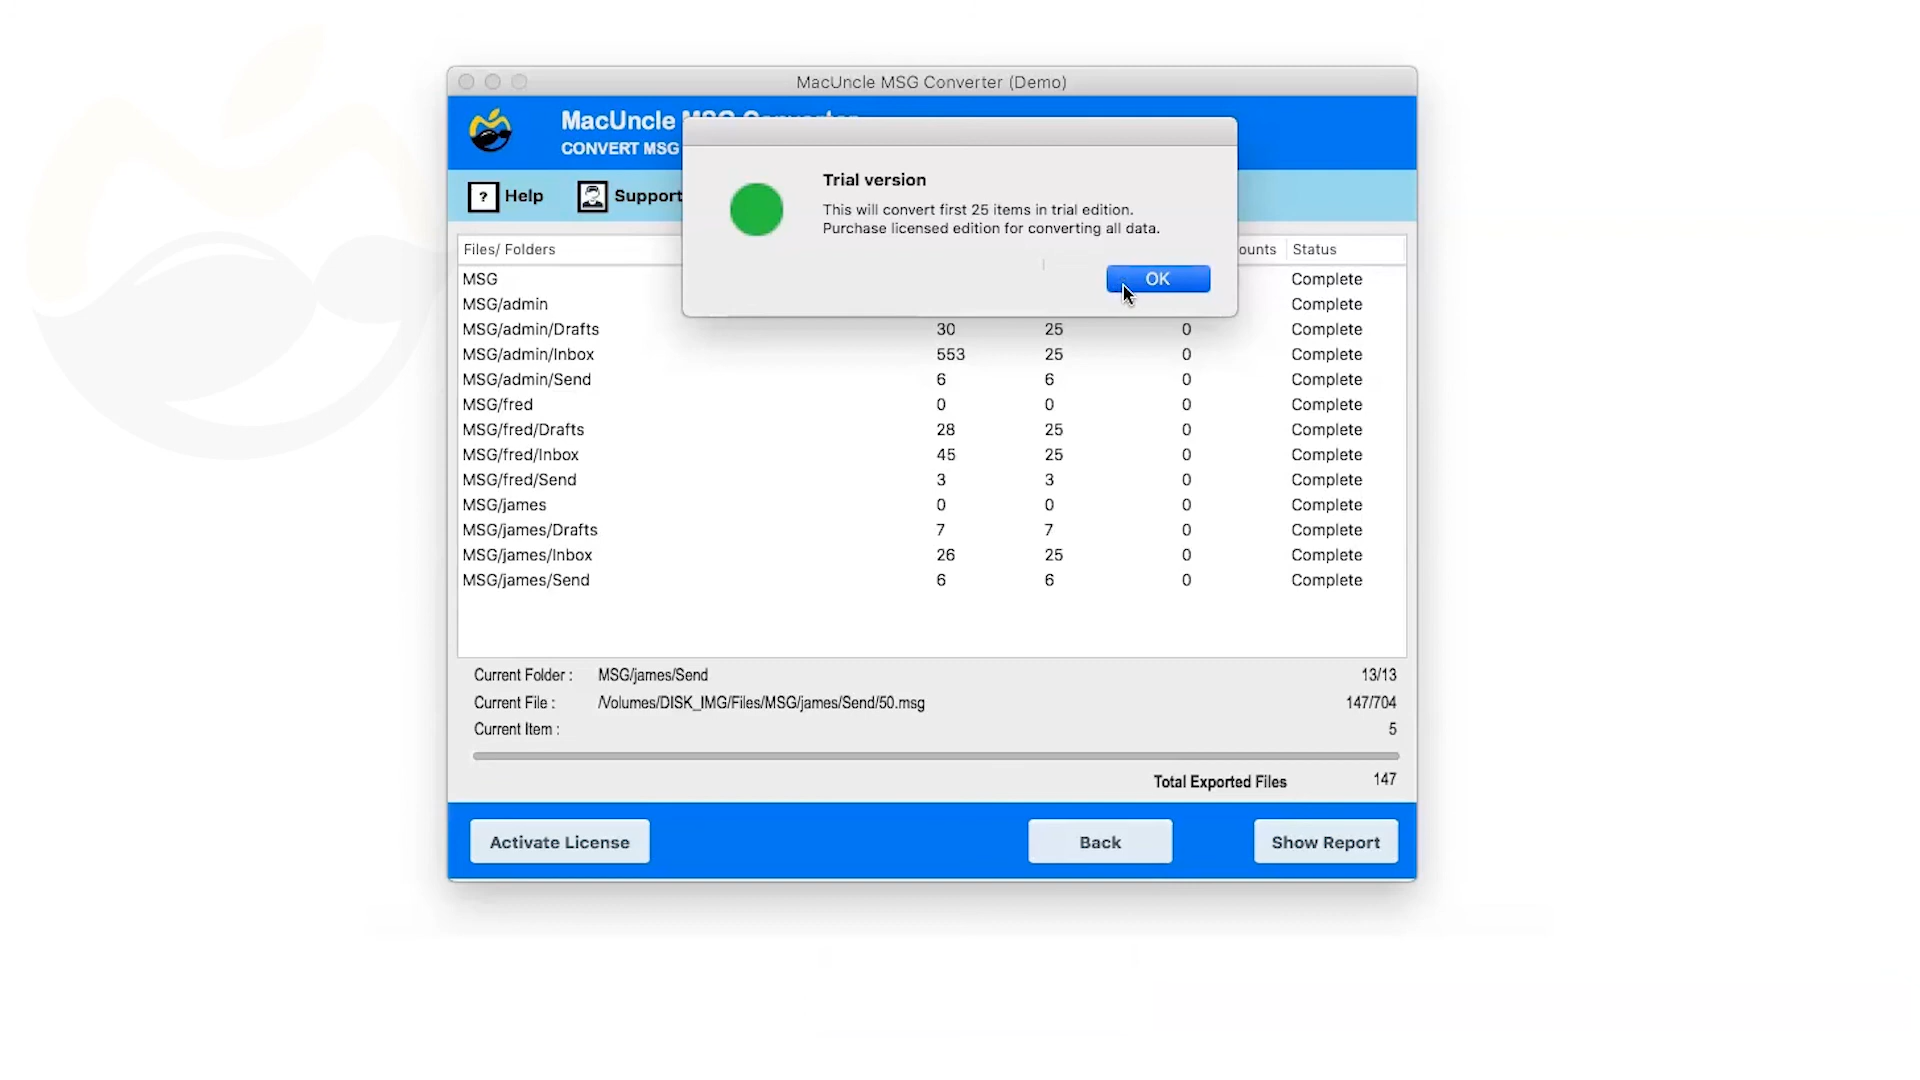 MacUncle MSG Converter (Demo)
MacUncle MSG Converter
CONVERT MSG
? Help Support
Trial version
This will convert first 25 items in trial edition.
Purchase licensed edition for converting all data.
OK
Files/ Folders ounts Status
MSG Complete
MSG/admin Complete
MSG/admin/Drafts 30 25 0 Complete
MSG/admin/Inbox 553 25 0 Complete
MSG/admin/Send 6 6 0 Complete
MSG/fred 0 0 0 Complete
MSG/fred/Drafts 28 25 0 Complete
MSG/fred/Inbox 45 25 0 Complete
MSG/fred/Send 3 3 0 Complete
MSG/james 0 0 0 Complete
MSG/james/Drafts 7 7 0 Complete
MSG/james/Inbox 26 25 0 Complete
MSG/james/Send 6 6 0 Complete
Current Folder : MSG/james/Send 13/13
Current File : /Volumes/DISK_IMG/Files/MSG/james/Send/50.msg 147/704
Current Item : 5
Total Exported Files 147
Activate License Back Show Report